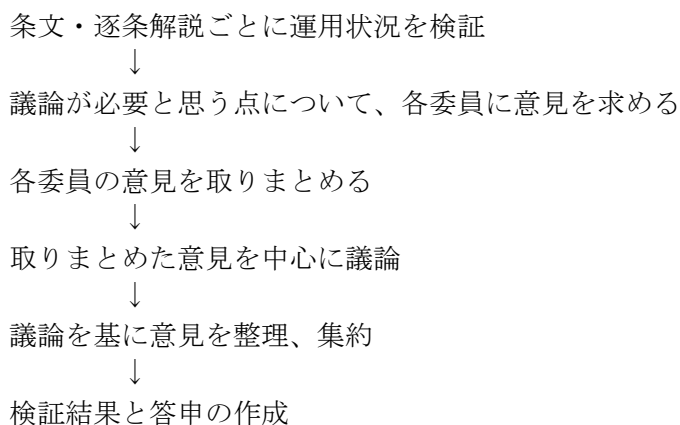 条文・逐条解説ごとに運用状況を検証
↓
議論が必要と思う点について、各委員に意見を求める
↓
各委員の意見を取りまとめる
↓
取りまとめた意見を中心に議論
↓
議論を基に意見を整理、集約
↓
検証結果と答申の作成